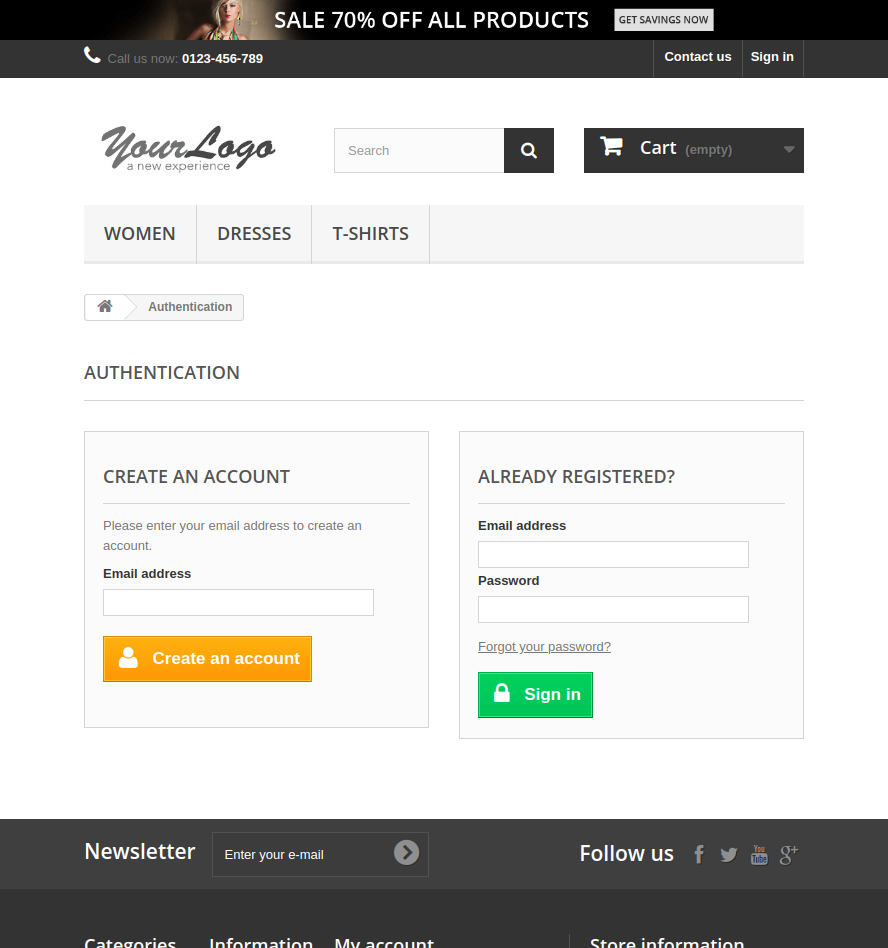 SALE 70% OFF ALL PRODUCTS GET SAVINGS NOW
Call us now: 0123-456-789 Contact us Sign in
YourLogo
a new experience
Search
Cart (empty)
WOMEN DRESSES T-SHIRTS
Authentication
AUTHENTICATION
CREATE AN ACCOUNT
Please enter your email address to create an
account.
Email address
Create an account
ALREADY REGISTERED?
Email address
Password
Forgot your password?
Sign in
Newsletter Enter your e-mail Follow us
You
Tube
g+
Categories Information My account Store information